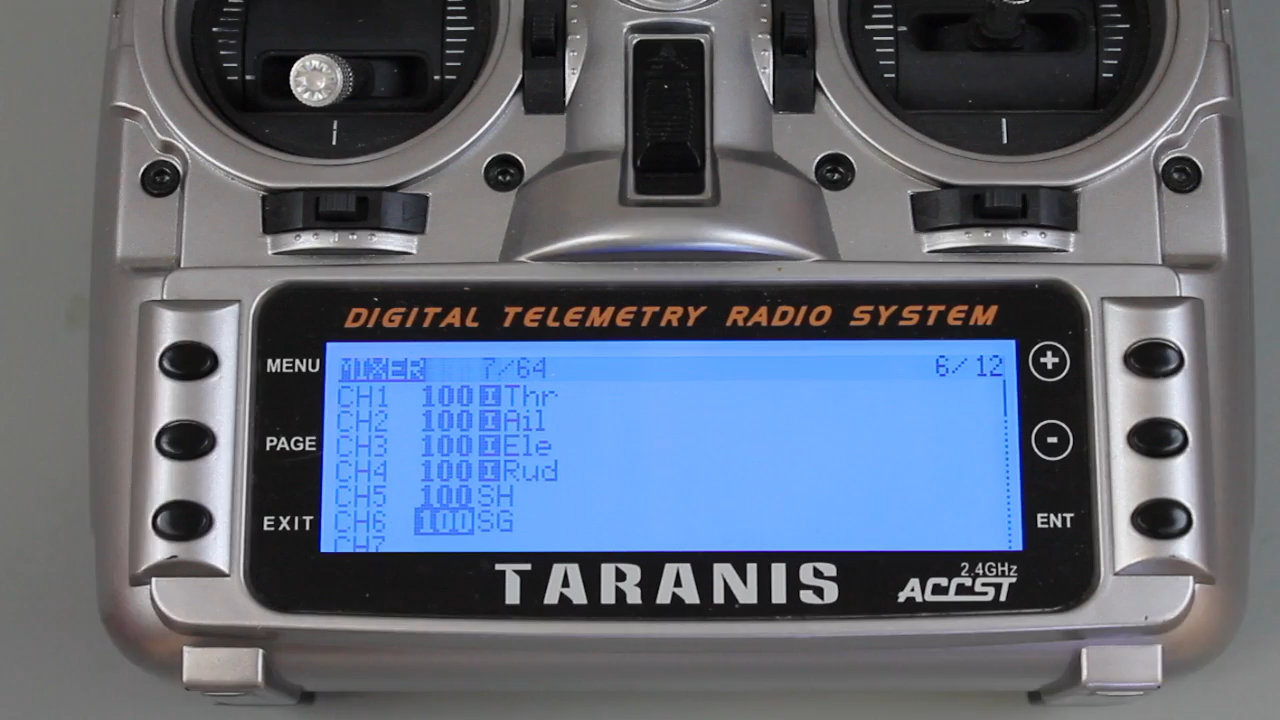 DIGITAL TELEMETRY RADIO SYSTEM
MENU
PAGE
EXIT
MIXER 7/64 6/12
CH1 100 I Thr
CH2 100 I Ail
CH3 100 I Ele
CH4 100 I Rud
CH5 100 SH
CH6 100 SG
CH7
+
-
ENT
TARANIS
2.4GHz
ACCST